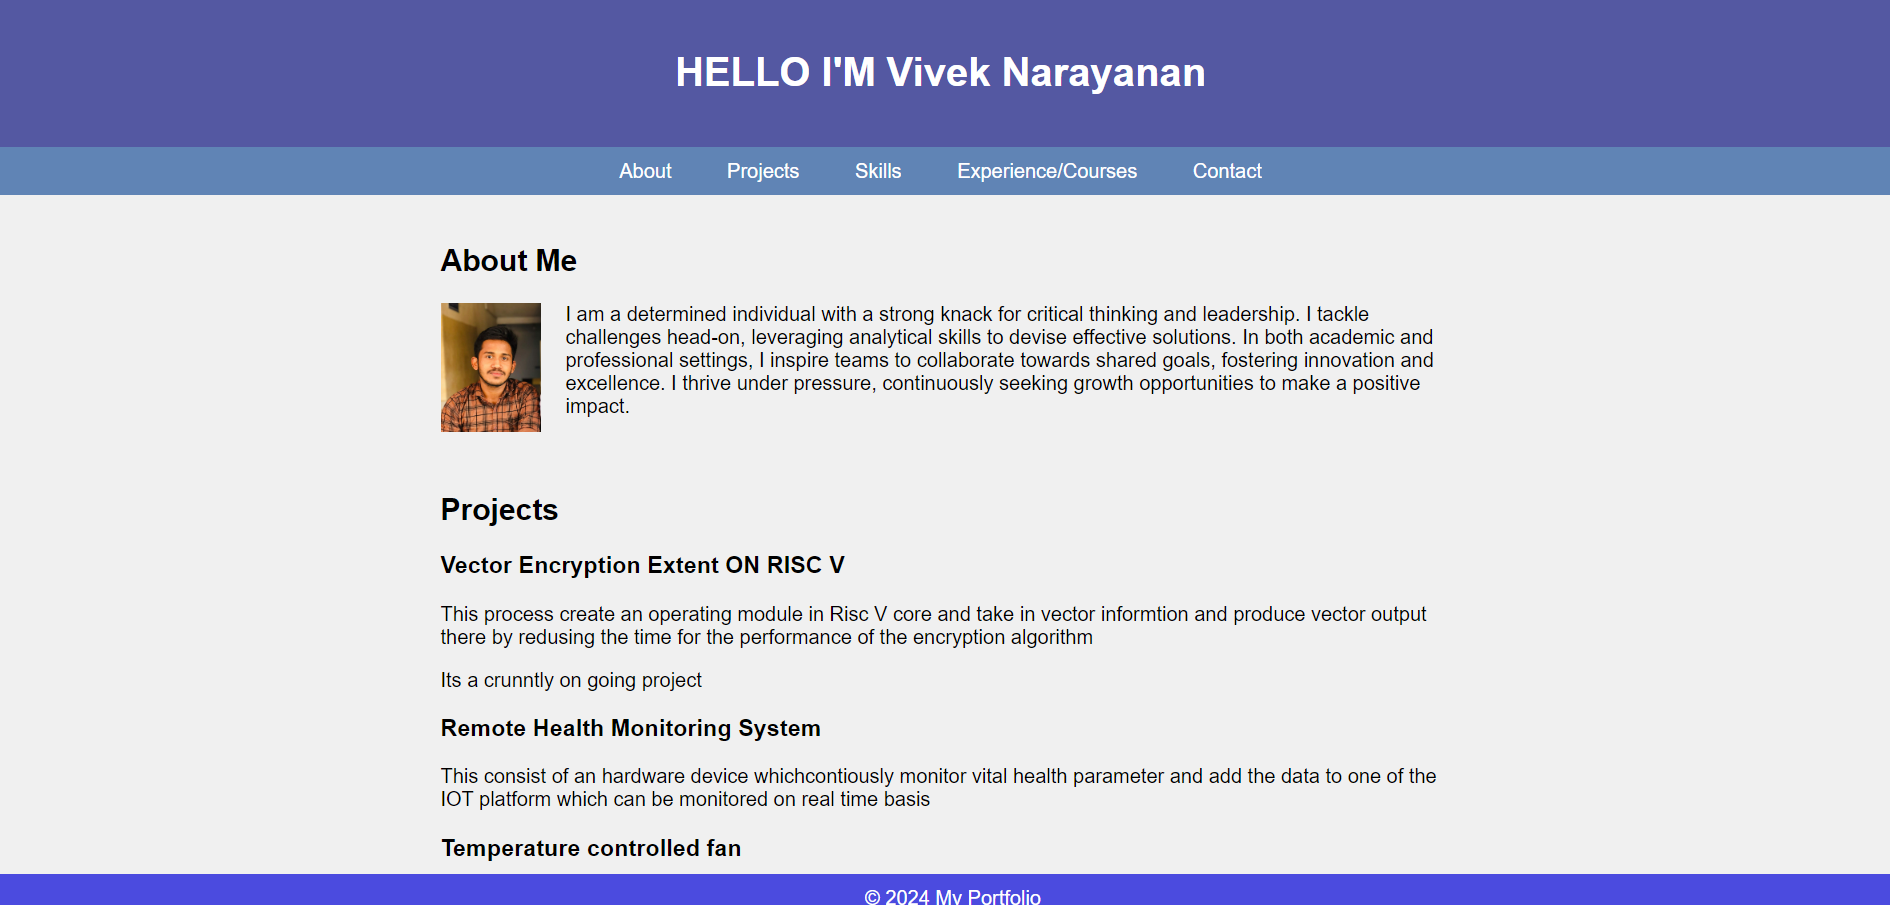 HELLO I'M Vivek Narayanan
About Projects Skills Experience/Courses Contact
About Me
I am a determined individual with a strong knack for critical thinking and leadership. I tackle
challenges head-on, leveraging analytical skills to devise effective solutions. In both academic and
professional settings, I inspire teams to collaborate towards shared goals, fostering innovation and
excellence. I thrive under pressure, continuously seeking growth opportunities to make a positive
impact.
Projects
Vector Encryption Extent ON RISC V
This process create an operating module in Risc V core and take in vector informtion and produce vector output
there by redusing the time for the performance of the encryption algorithm
Its a crunntly on going project
Remote Health Monitoring System
This consist of an hardware device whichcontiously monitor vital health parameter and add the data to one of the
IOT platform which can be monitored on real time basis
Temperature controlled fan
© 2024 My Portfolio